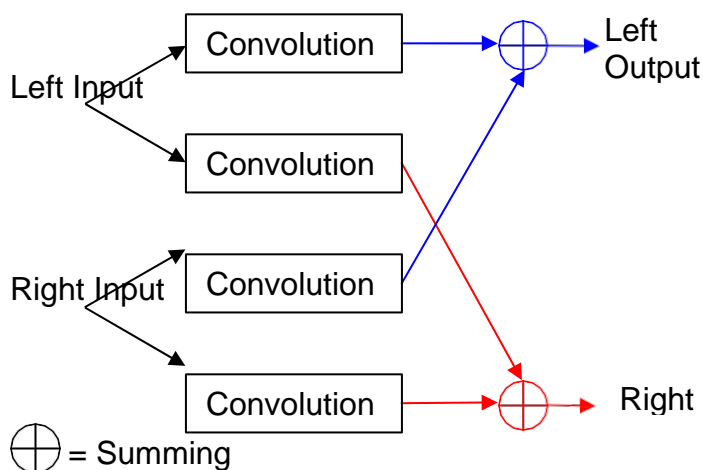 Convolution
Left
Output
Left Input
Convolution
Right Input
Convolution
Convolution
Right
= Summing